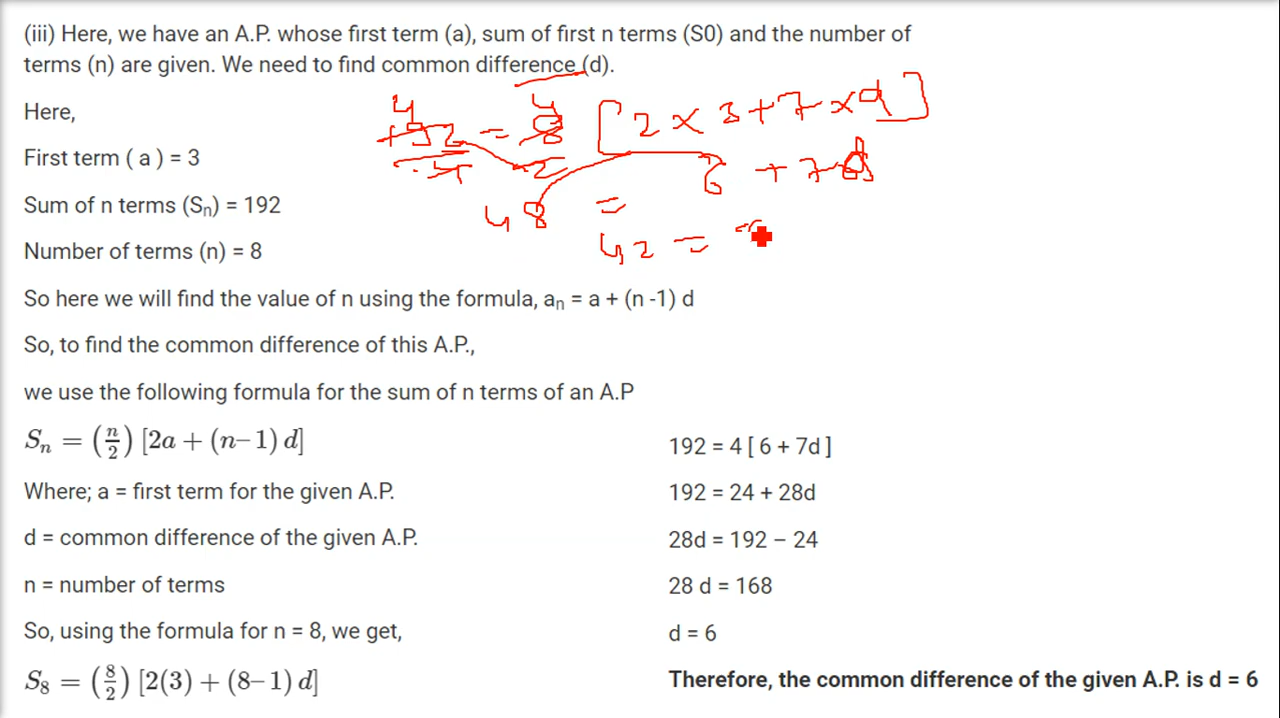 (iii) Here, we have an A.P. whose first term (a), sum of first n terms (S0) and the number of
terms (n) are given. We need to find common difference (d).
4 4
192 = 8 [2 × 3 + 7 × d]
4 2
Here,
6 + 7d
First term ( a ) = 3
48 =
Sum of n terms (Sₙ) = 192
42 =
Number of terms (n) = 8
So here we will find the value of n using the formula, aₙ = a + (n -1) d
So, to find the common difference of this A.P.,
we use the following formula for the sum of n terms of an A.P
Sₙ = (n/2) [2a + (n–1) d]
Where; a = first term for the given A.P.
d = common difference of the given A.P.
n = number of terms
So, using the formula for n = 8, we get,
S₈ = (8/2) [2(3) + (8–1) d]
192 = 4 [ 6 + 7d ]
192 = 24 + 28d
28d = 192 – 24
28 d = 168
d = 6
Therefore, the common difference of the given A.P. is d = 6